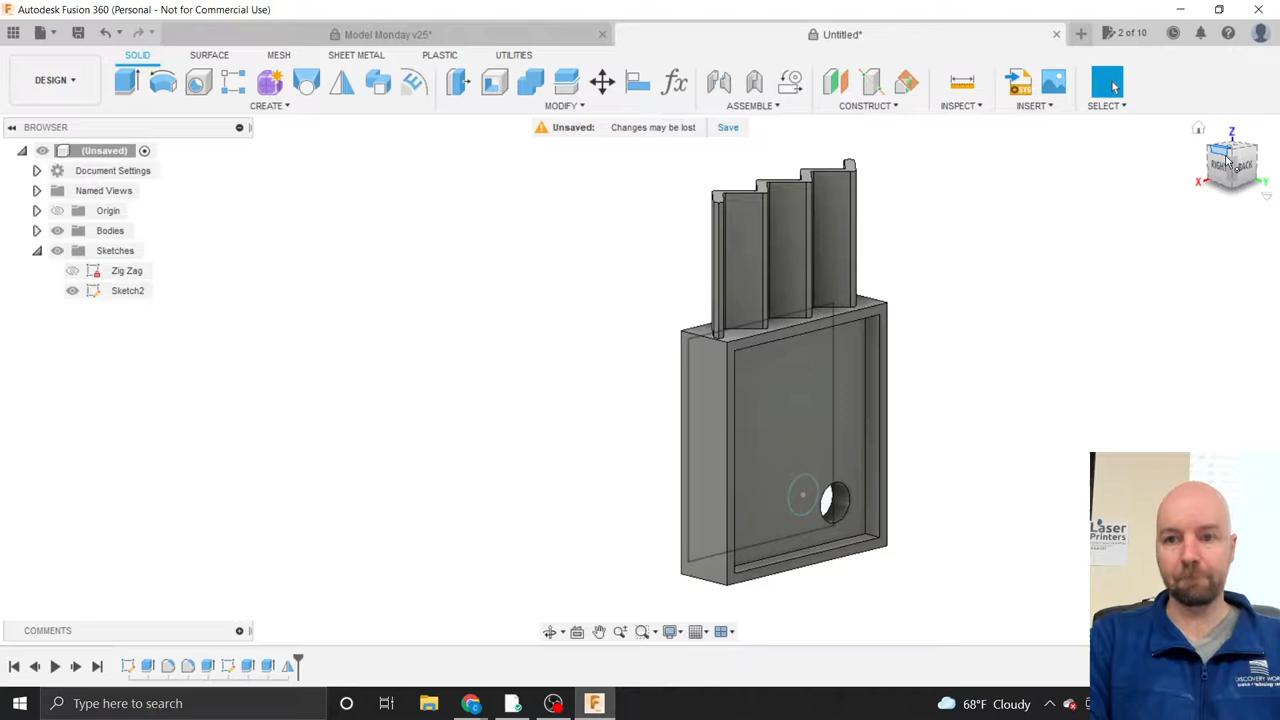 Autodesk Fusion 360 (Personal - Not for Commercial Use)
Model Monday v25*
Untitled*
2 of 10
DESIGN
SOLID
SURFACE
MESH
SHEET METAL
PLASTIC
UTILITIES
CREATE
MODIFY
ASSEMBLE
CONSTRUCT
INSPECT
INSERT
SELECT
BROWSER
Unsaved: Changes may be lost
Save
(Unsaved)
Document Settings
Named Views
Origin
Bodies
Sketches
Zig Zag
Sketch2
Z
RIGHT
BACK
X
Y
Laser
Printers
COMMENTS
Type here to search
68°F Cloudy